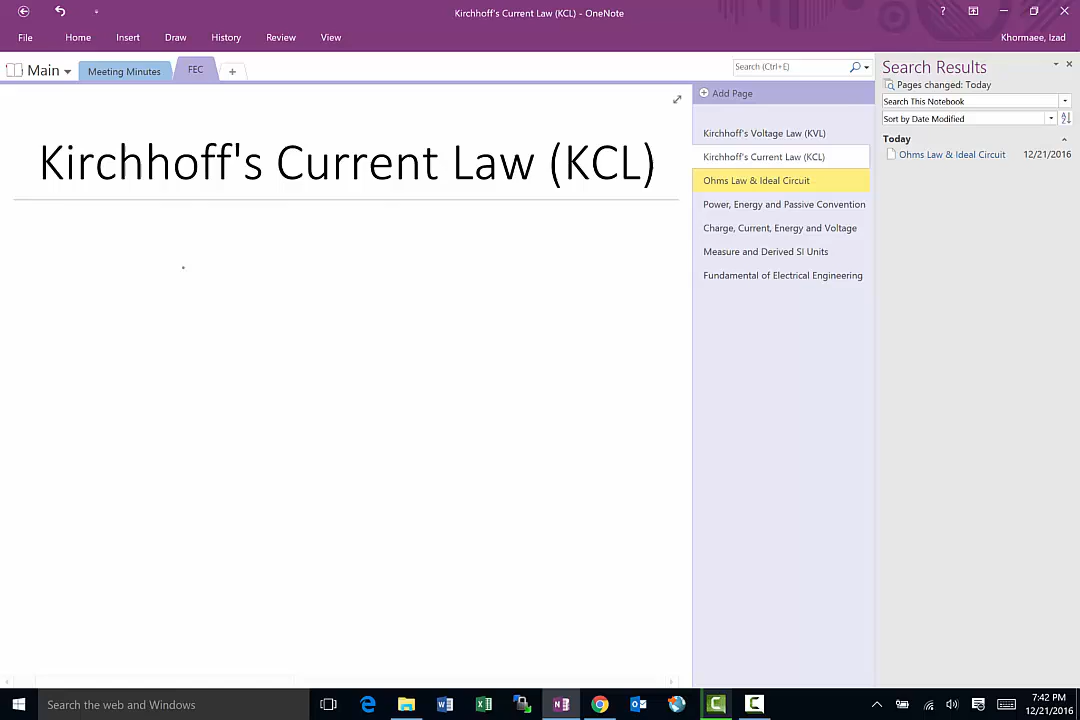 Kirchhoff's Current Law (KCL) - OneNote
?
File
Home
Insert
Draw
History
Review
View
Khormaee, Izad
Main
Meeting Minutes
FEC
+
Search (Ctrl+E)
Search Results
Pages changed: Today
Search This Notebook
Sort by Date Modified
Today
Ohms Law & Ideal Circuit 12/21/2016
Add Page
Kirchhoff's Voltage Law (KVL)
Kirchhoff's Current Law (KCL)
Ohms Law & Ideal Circuit
Power, Energy and Passive Convention
Charge, Current, Energy and Voltage
Measure and Derived SI Units
Fundamental of Electrical Engineering
Kirchhoff's Current Law (KCL)
Search the web and Windows
7:42 PM
12/21/2016